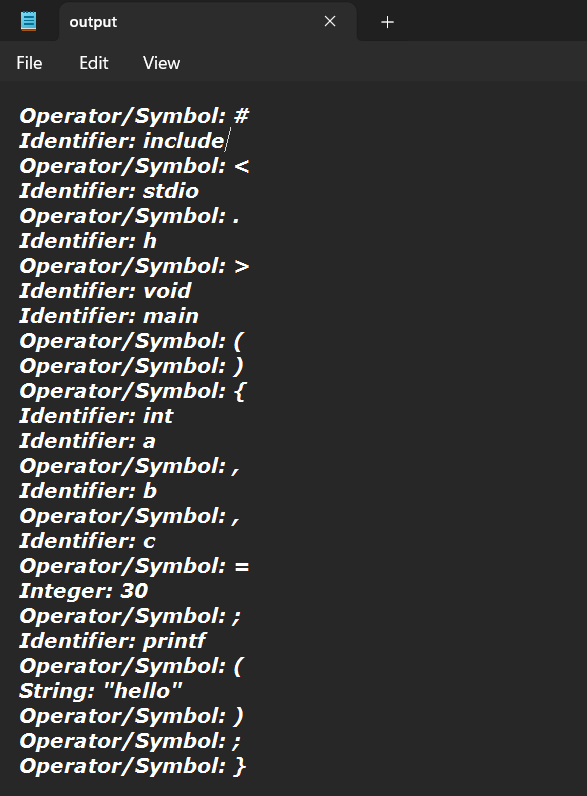 output
File Edit View
Operator/Symbol: #
Identifier: include
Operator/Symbol: <
Identifier: stdio
Operator/Symbol: .
Identifier: h
Operator/Symbol: >
Identifier: void
Identifier: main
Operator/Symbol: (
Operator/Symbol: )
Operator/Symbol: {
Identifier: int
Identifier: a
Operator/Symbol: ,
Identifier: b
Operator/Symbol: ,
Identifier: c
Operator/Symbol: =
Integer: 30
Operator/Symbol: ;
Identifier: printf
Operator/Symbol: (
String: "hello"
Operator/Symbol: )
Operator/Symbol: ;
Operator/Symbol: }